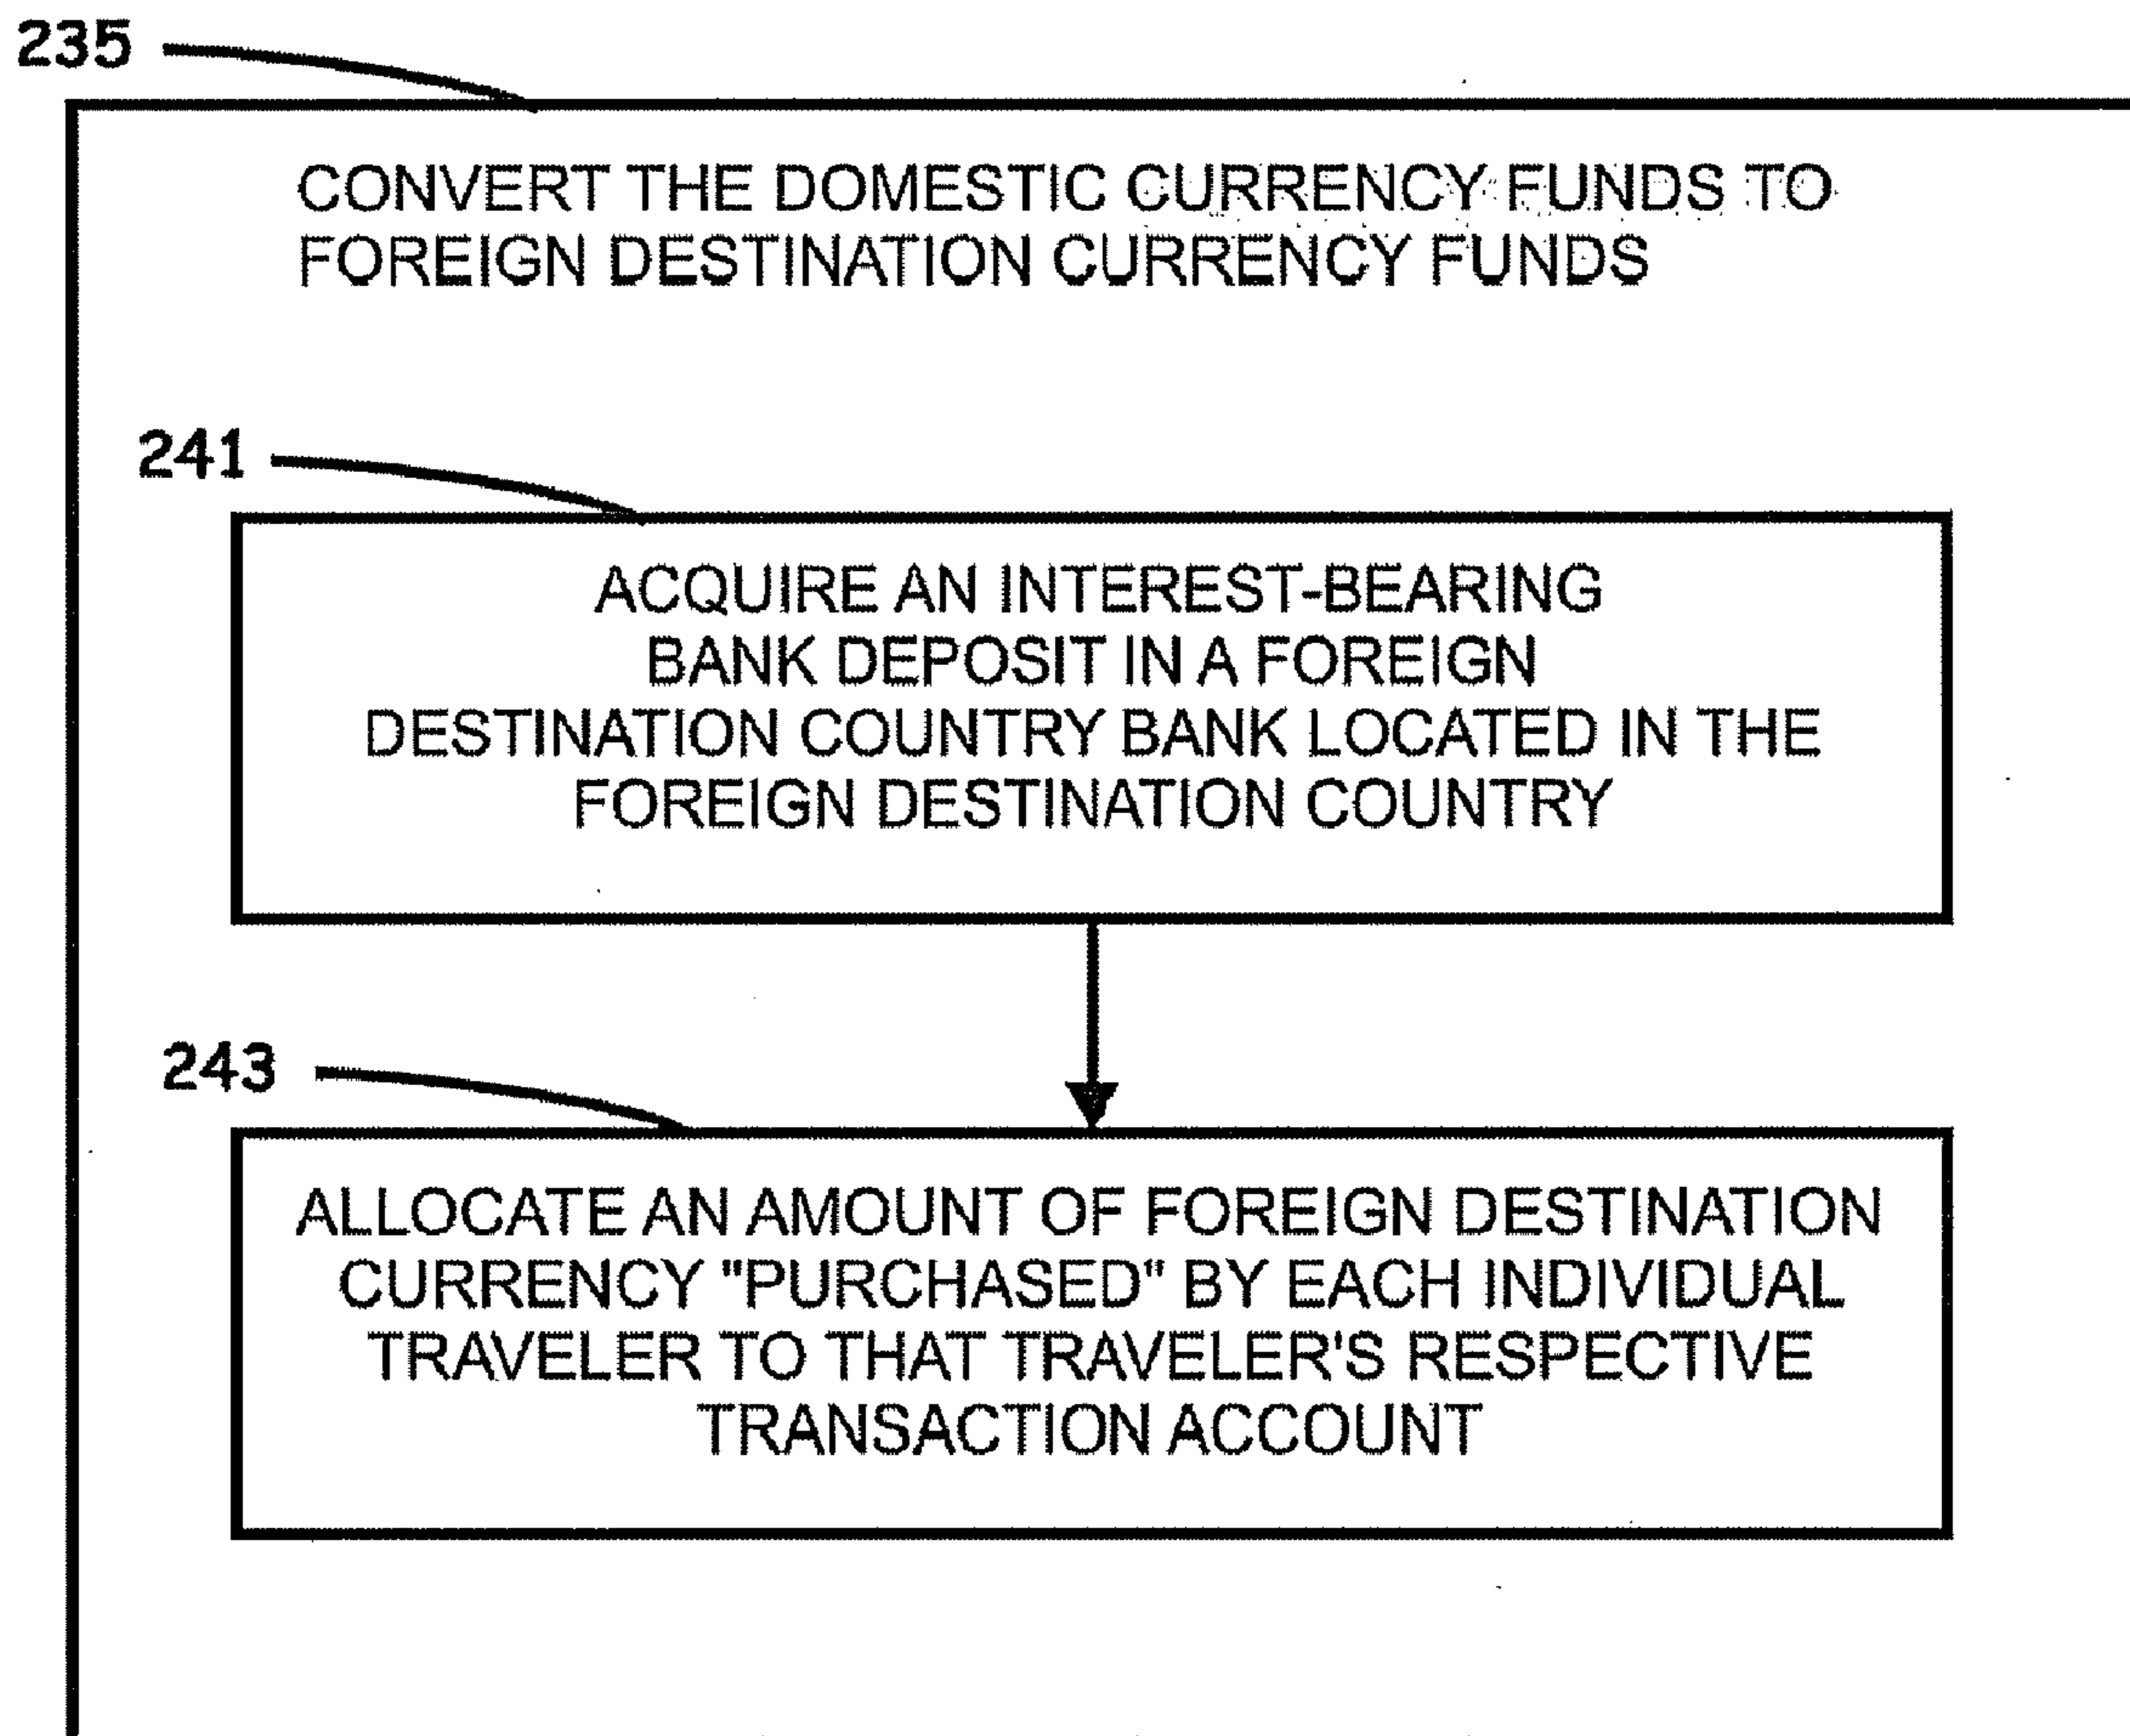 235
CONVERT THE DOMESTIC CURRENCY FUNDS TO
FOREIGN DESTINATION CURRENCY FUNDS
241
ACQUIRE AN INTEREST-BEARING
BANK DEPOSIT IN A FOREIGN
DESTINATION COUNTRY BANK LOCATED IN THE
FOREIGN DESTINATION COUNTRY
243
ALLOCATE AN AMOUNT OF FOREIGN DESTINATION
CURRENCY "PURCHASED" BY EACH INDIVIDUAL
TRAVELER TO THAT TRAVELER'S RESPECTIVE
TRANSACTION ACCOUNT